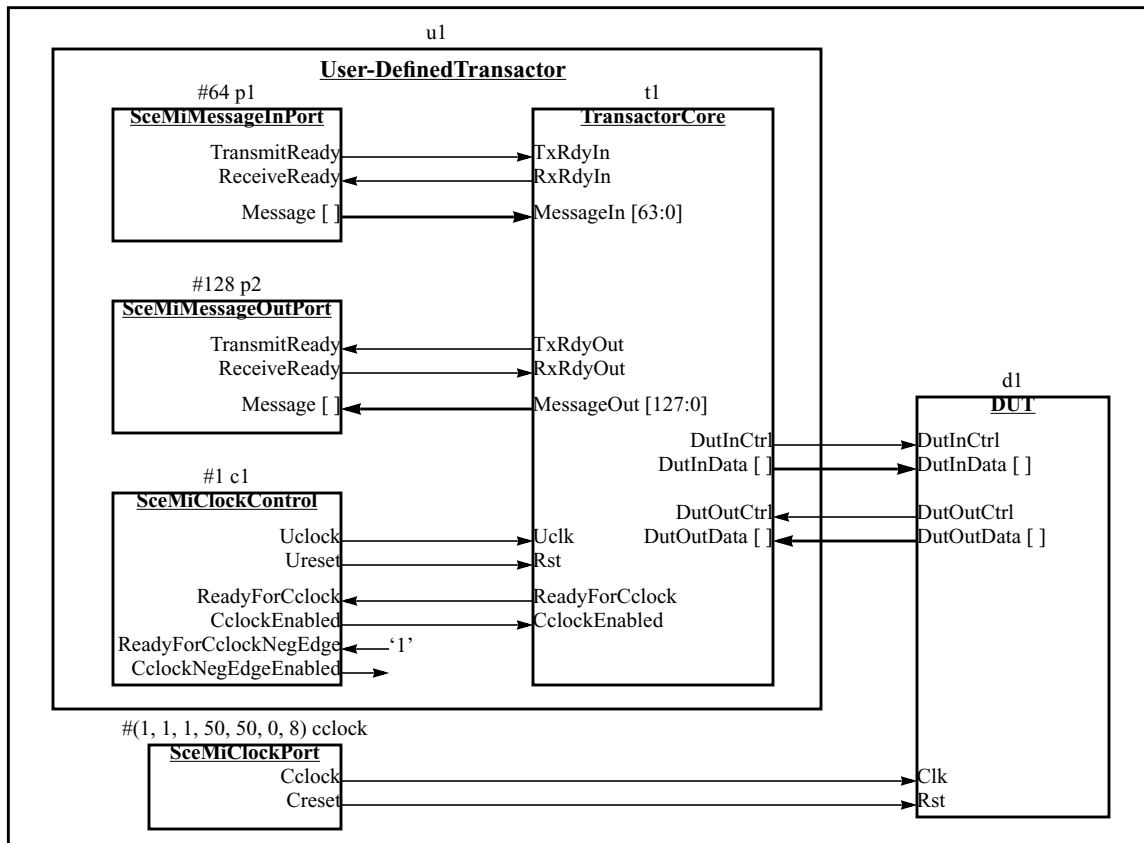 u1
User-DefinedTransactor
#64 p1
t1
SceMiMessageInPort
TransactorCore
TransmitReady
TxRdyIn
ReceiveReady
RxRdyIn
Message [ ]
MessageIn [63:0]
#128 p2
SceMiMessageOutPort
TransmitReady
TxRdyOut
ReceiveReady
RxRdyOut
d1
Message [ ]
MessageOut [127:0]
DUT
DutInCtrl
DutInCtrl
DutInData [ ]
DutInData [ ]
#1 c1
SceMiClockControl
DutOutCtrl
DutOutCtrl
Uclock
Uclk
DutOutData [ ]
DutOutData [ ]
Ureset
Rst
ReadyForCclock
ReadyForCclock
CclockEnabled
CclockEnabled
ReadyForCclockNegEdge
‘1’
CclockNegEdgeEnabled
#(1, 1, 1, 50, 50, 0, 8) cclock
SceMiClockPort
Cclock
Clk
Creset
Rst